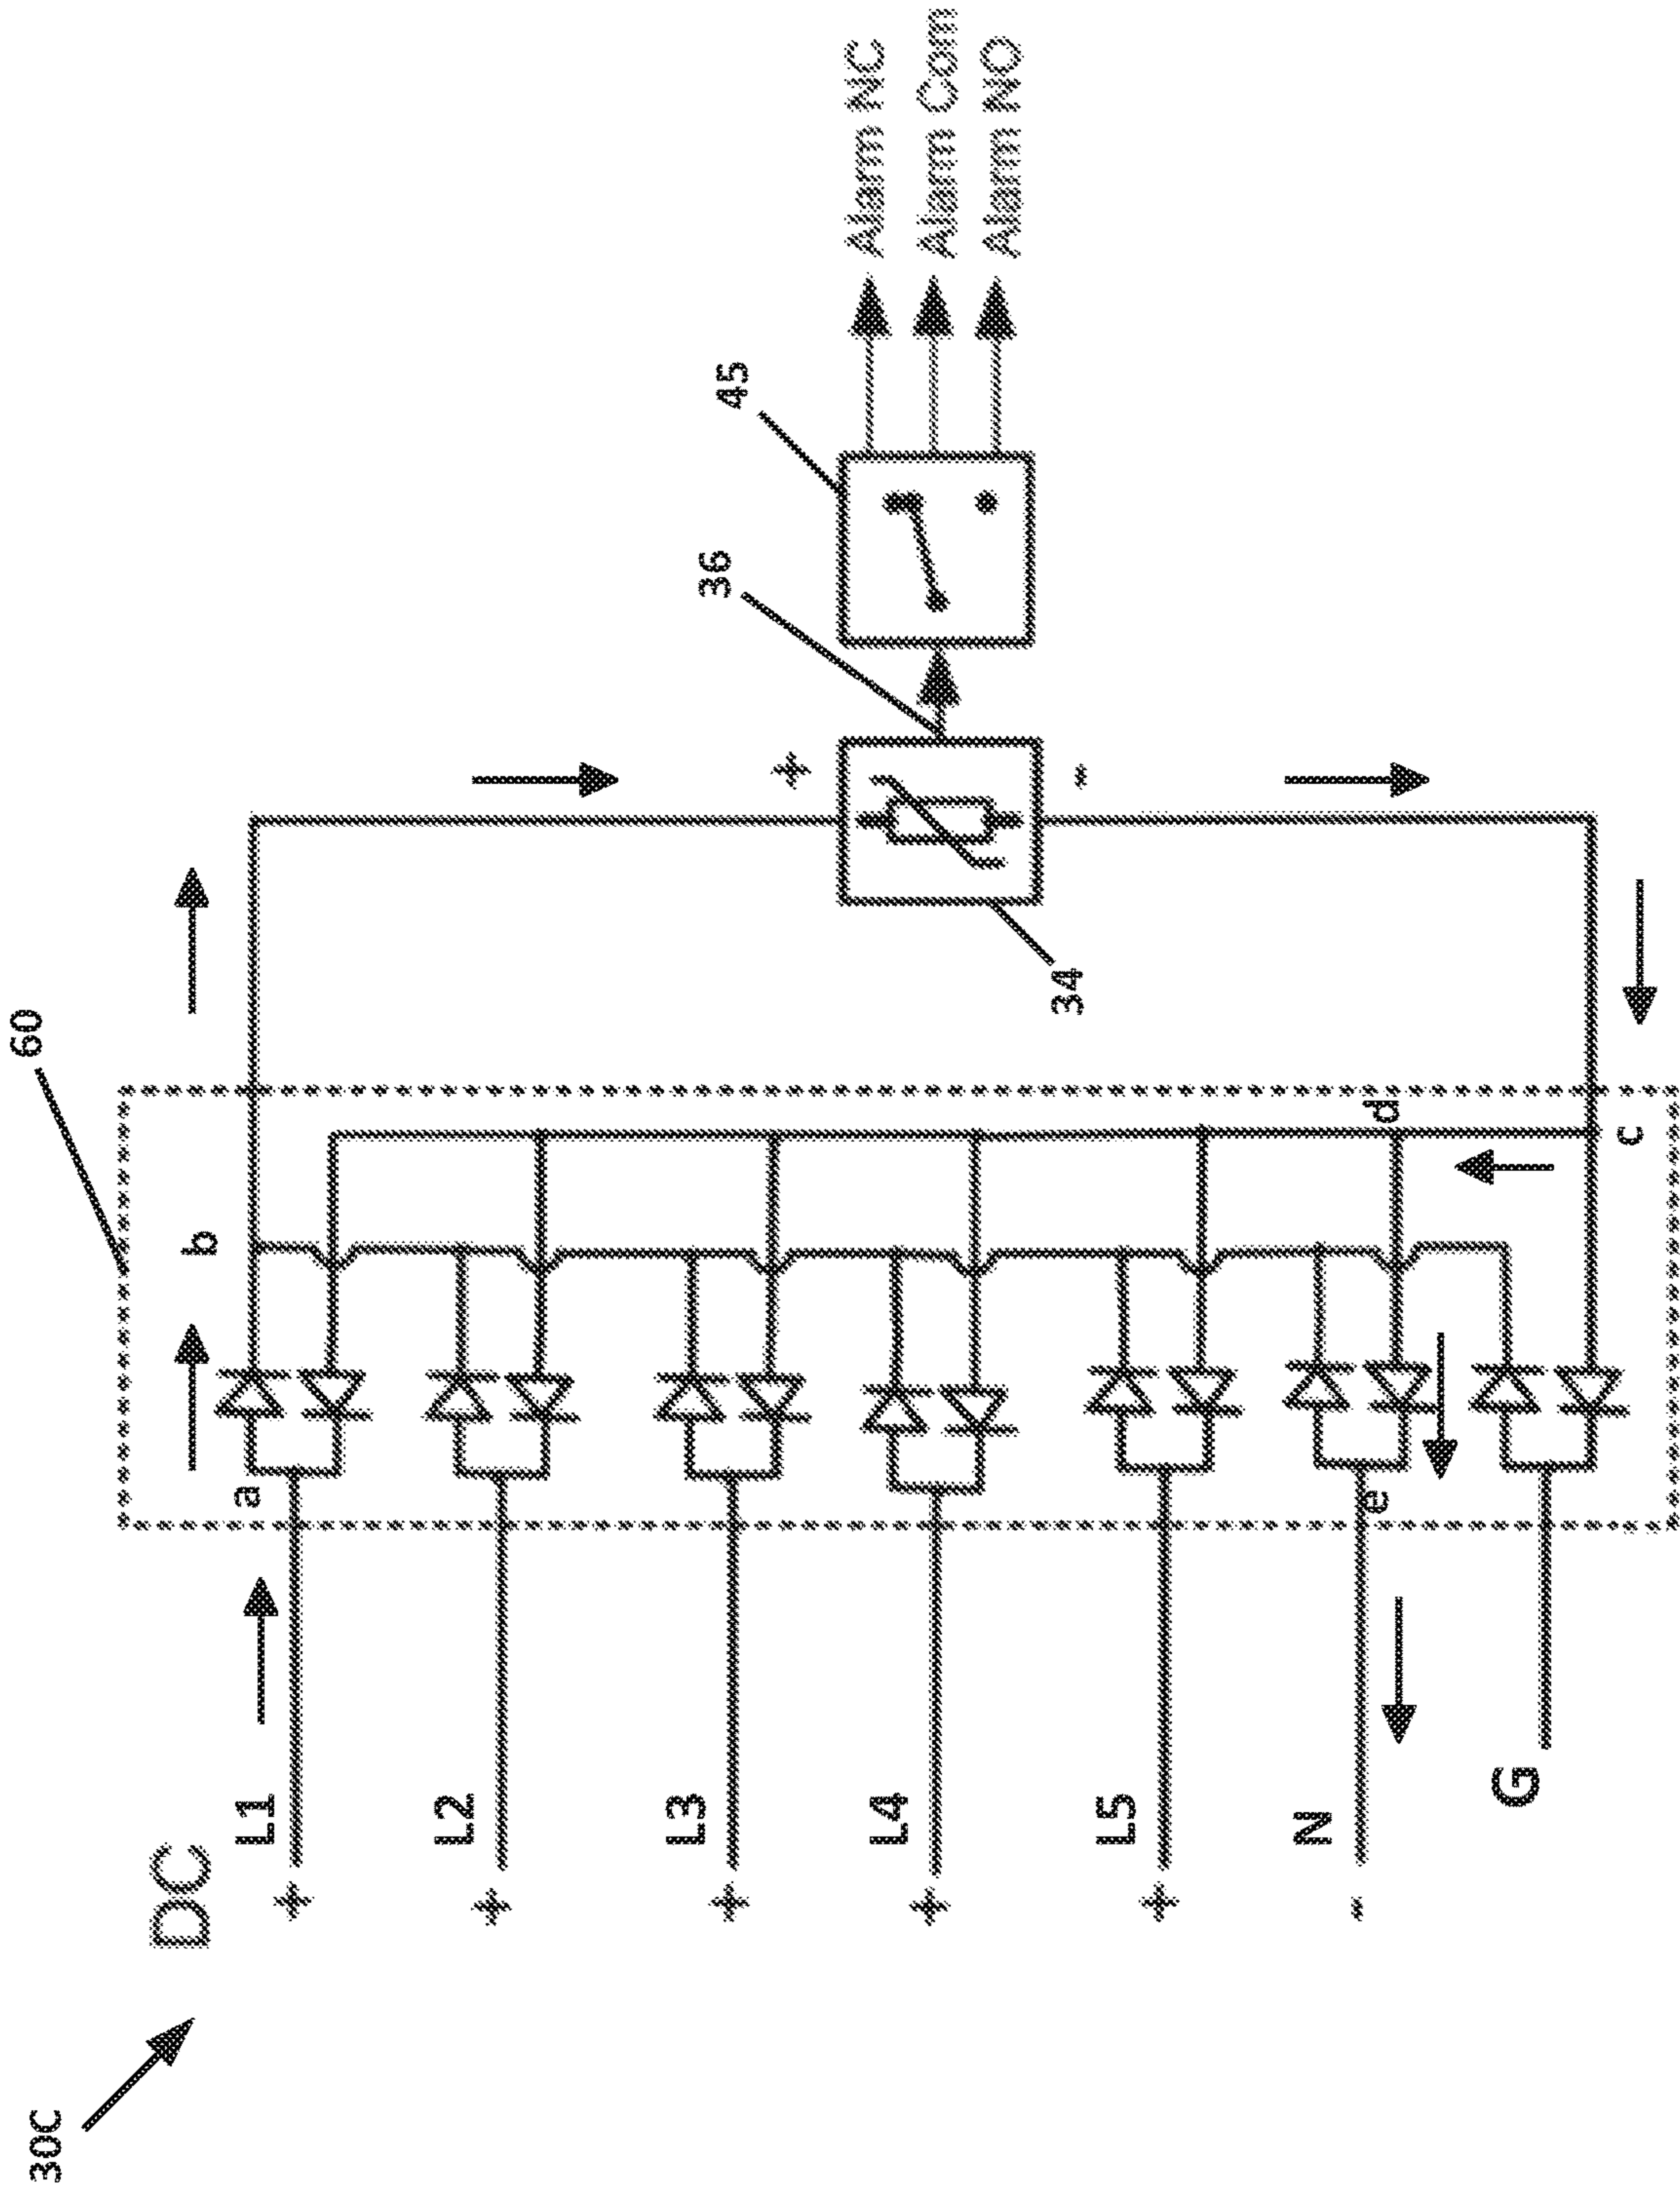 30C
60
DC
+ L1
+ L2
+ L3
+ L4
+ L5
- N
G
a
b
c
d
e
+
-
34
36
45
Alarm NC
Alarm Com
Alarm NO